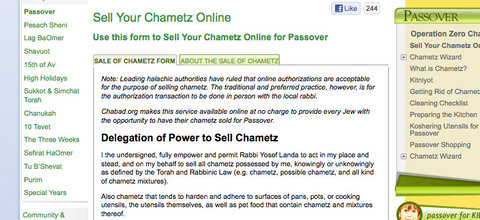 Passover
Pesach Sheni
Lag BaOmer
Shavuot
15th of Av
High Holidays
Sukkot & Simchat
Torah
Chanukah
10 Tevet
The Three Weeks
Sefirat HaOmer
Tu B'Shevat
Purim
Special Years
Community &
Like
244
Sell Your Chametz Online
Use this form to Sell Your Chametz Online for Passover
SALE OF CHAMETZ FORM
ABOUT THE SALE OF CHAMETZ
Note: Leading halachic authorities have ruled that online authorizations are acceptable
for the purpose of selling chametz. The traditional and preferred practice, however, is for
the authorization transaction to be done in person with the local rabbi.
Chabad.org makes this service available online at no charge to provide every Jew with
the opportunity to have their chametz sold for Passover.
Delegation of Power to Sell Chametz
I the undersigned, fully empower and permit Rabbi Yosef Landa to act in my place and
stead, and on my behalf to sell all chametz possessed by me, knowingly or unknowingly
as defined by the Torah and Rabbinic Law (e.g. chametz, possible chametz, and all
kind of chametz mixtures).
Also chametz that tends to harden and adhere to surfaces of pans, pots, or cooking
utensils, the utensils themselves, as well as pet food that contain chametz and mixtures
thereof.
PASSOVER
Operation Zero Cha
Sell Your Chametz On
Chametz Wizard
What is Chametz?
Kitniyot
Getting Rid of Chametz
Cleaning Checklist
Preparing the Kitchen
Koshering Utensils for
Passover
Passover Shopping
Chametz Wizard
passover for Ki